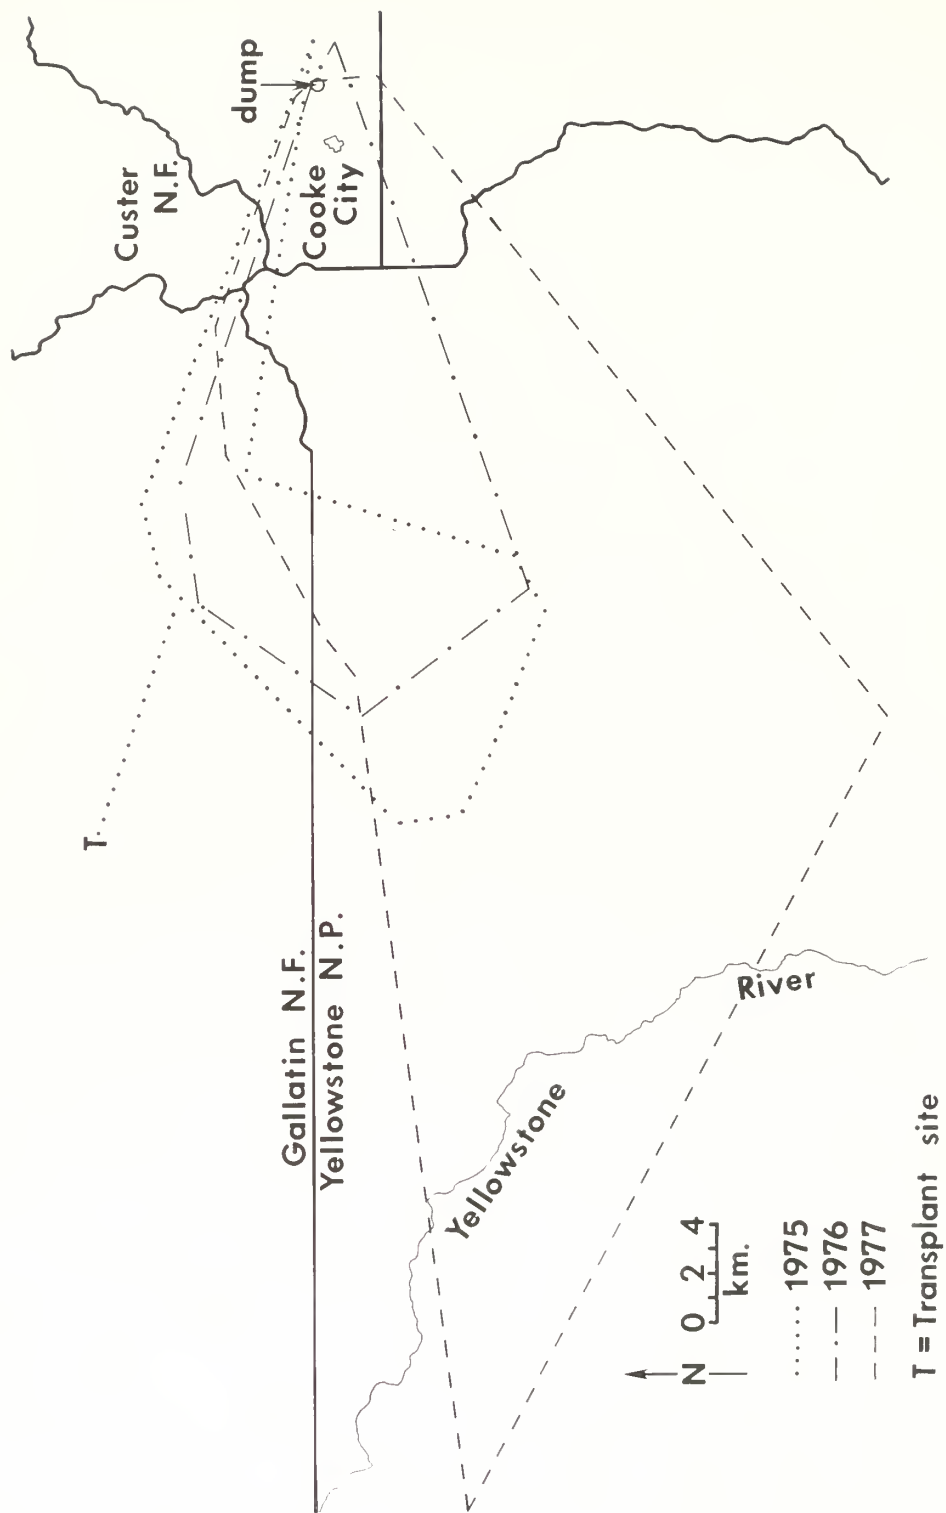 Custer
N.F.
dump
Cooke
City
T
Gallatin N.F.
Yellowstone N.P.
Yellowstone
River
N
0 2 4
km.
1975
1976
1977
T = Transplant site